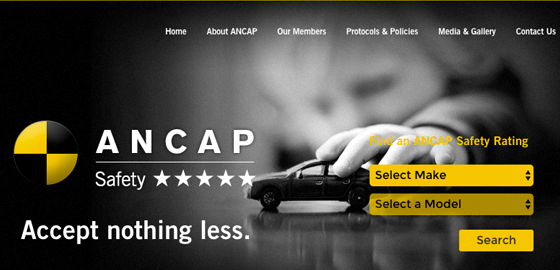 Home About ANCAP Our Members Protocols & Policies Media & Gallery Contact Us
ANCAP
Safety
Accept nothing less.
Find an ANCAP Safety Rating
Select Make
Select a Model
Search